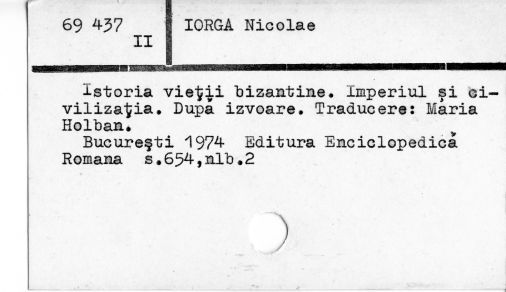 69 437
II
IORGA Nicolae
Istoria vieţii bizantine. Imperiul şi ci-
vilizaţia. După izvoare. Traducere: Maria
Holban.
Bucureşti 1974 Editura Enciclopedică
Romana s.654,nlb.2